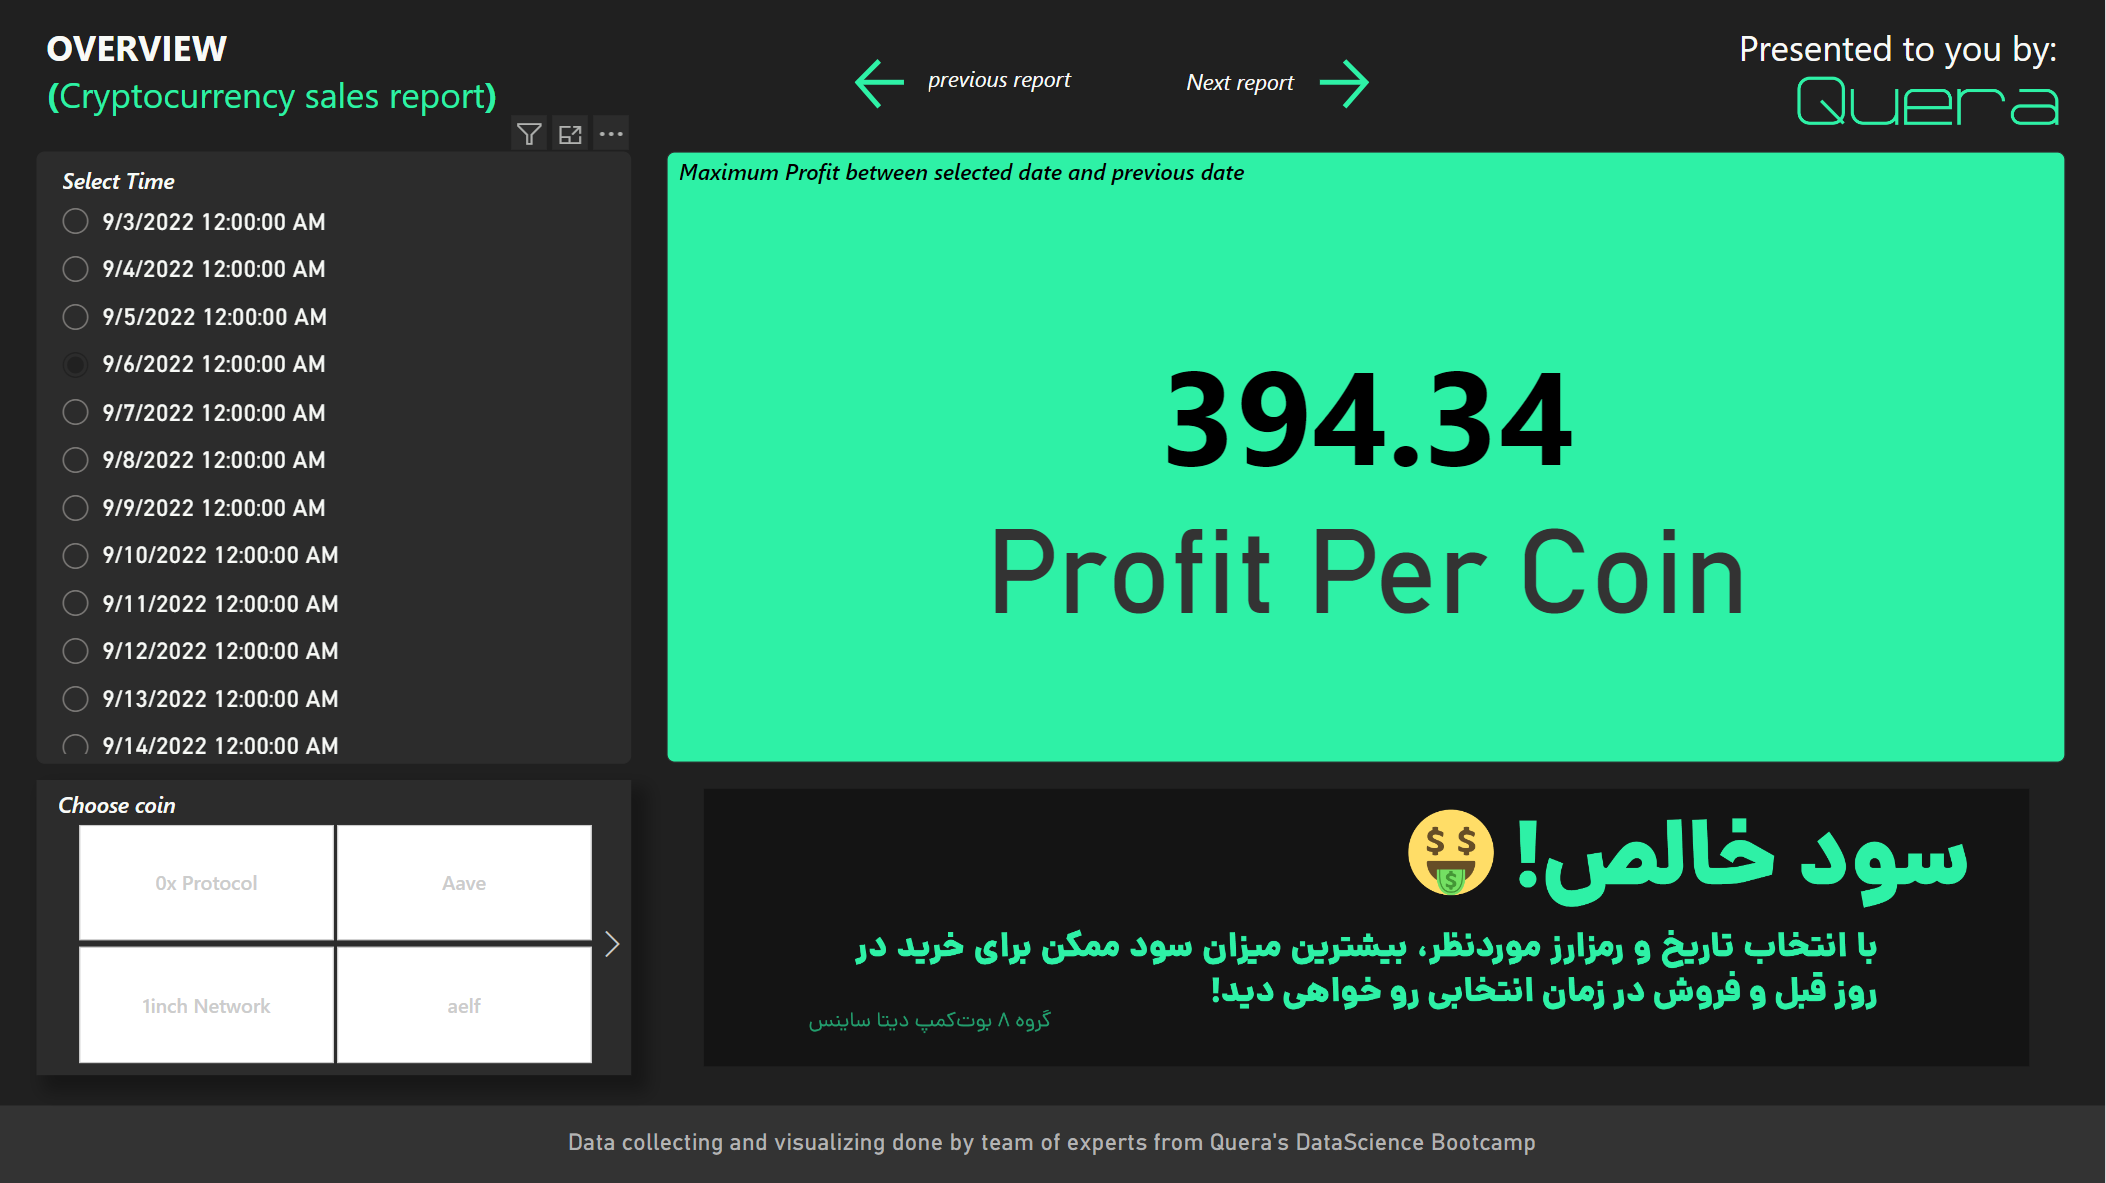 OVERVIEW
(Cryptocurrency sales report)
previous report
Next report
Presented to you by:
Quera
Select Time
9/3/2022 12:00:00 AM
9/4/2022 12:00:00 AM
9/5/2022 12:00:00 AM
9/6/2022 12:00:00 AM
9/7/2022 12:00:00 AM
9/8/2022 12:00:00 AM
9/9/2022 12:00:00 AM
9/10/2022 12:00:00 AM
9/11/2022 12:00:00 AM
9/12/2022 12:00:00 AM
9/13/2022 12:00:00 AM
9/14/2022 12:00:00 AM
Maximum Profit between selected date and previous date
394.34
Profit Per Coin
Choose coin
0x Protocol
Aave
1inch Network
aelf
سود خالص! 🤑
با انتخاب تاریخ و رمزارز موردنظر، بیشترین میزان سود ممکن برای خرید در
روز قبل و فروش در زمان انتخابی رو خواهی دید!
گروه ۸ بوت‌کمپ دیتا ساینس
Data collecting and visualizing done by team of experts from Quera's DataScience Bootcamp